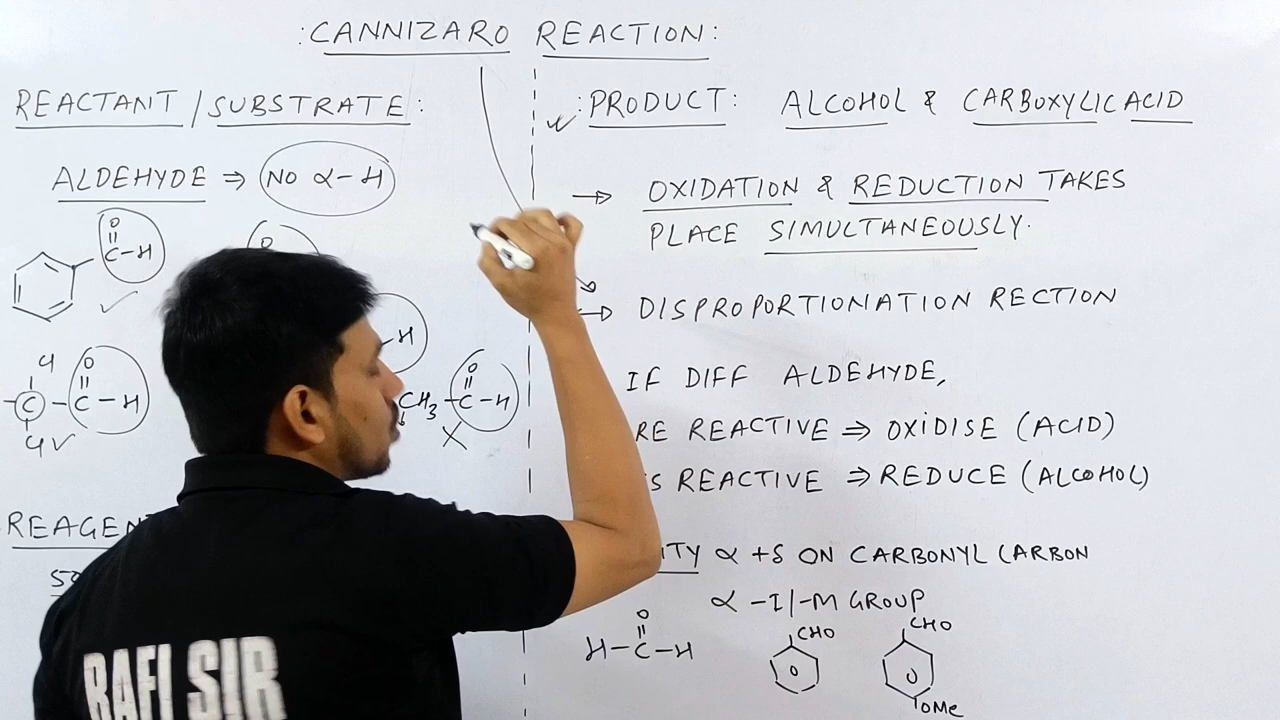 : CANNIZARO REACTION :
REACTANT / SUBSTRATE :
ALDEHYDE ⇒ NO α-H
O
C-H
O
H
O
CH3-C-H
X
Cl
O
C-C-H
Cl
REAGEN
: PRODUCT : ALCOHOL & CARBOXYLIC ACID
→ OXIDATION & REDUCTION TAKES
PLACE SIMULTANEOUSLY.
→ DISPROPORTIONATION RECTION
IF DIFF ALDEHYDE,
RE REACTIVE ⇒ OXIDISE (ACID)
S REACTIVE ⇒ REDUCE (ALCOHOL)
ITY α +δ ON CARBONYL CARBON
α -I/-M GROUP
O
H-C-H
CHO
CHO
OMe
RAFI SIR